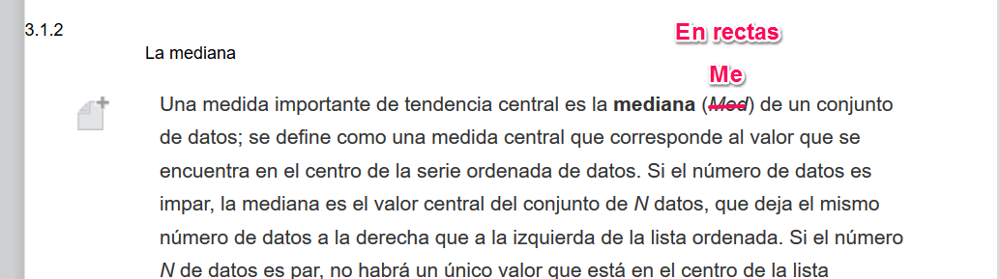 3.1.2
En rectas
La mediana
Me
Una medida importante de tendencia central es la mediana (Med) de un conjunto
de datos; se define como una medida central que corresponde al valor que se
encuentra en el centro de la serie ordenada de datos. Si el número de datos es
impar, la mediana es el valor central del conjunto de N datos, que deja el mismo
número de datos a la derecha que a la izquierda de la lista ordenada. Si el número
N de datos es par, no habrá un único valor que está en el centro de la lista